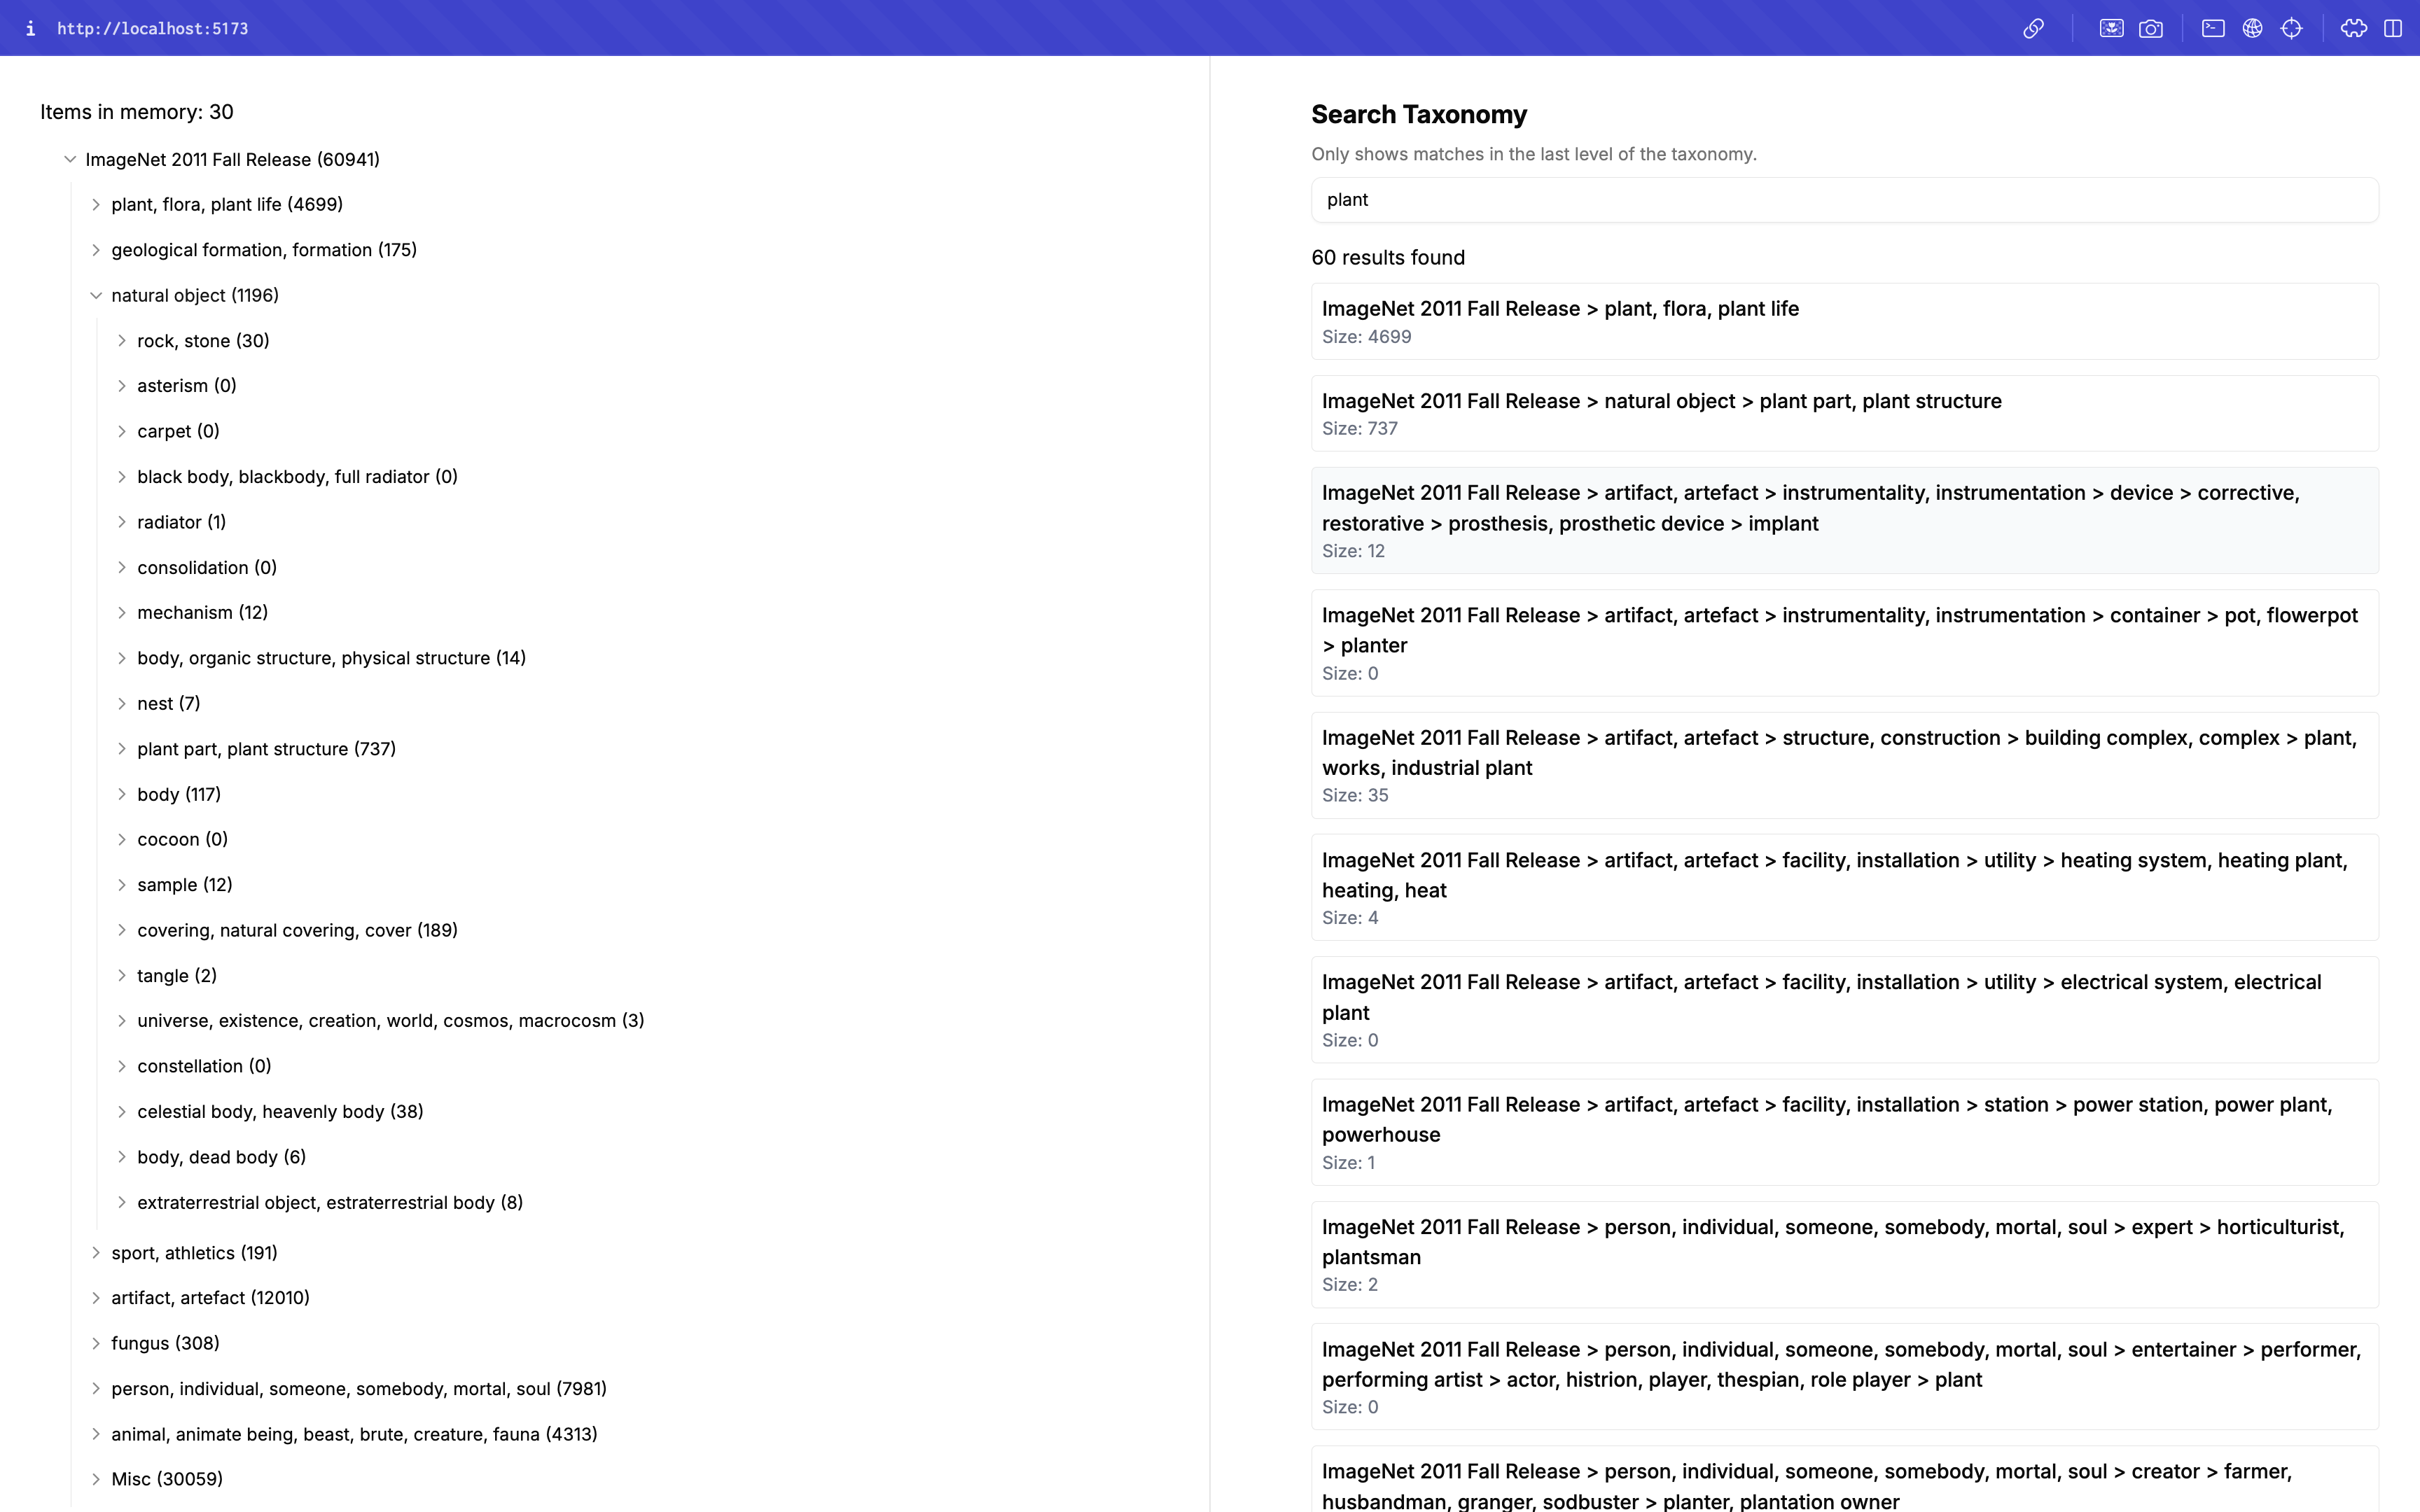 i http://localhost:5173
Items in memory: 30
ImageNet 2011 Fall Release (60941)
plant, flora, plant life (4699)
geological formation, formation (175)
natural object (1196)
rock, stone (30)
asterism (0)
carpet (0)
black body, blackbody, full radiator (0)
radiator (1)
consolidation (0)
mechanism (12)
body, organic structure, physical structure (14)
nest (7)
plant part, plant structure (737)
body (117)
cocoon (0)
sample (12)
covering, natural covering, cover (189)
tangle (2)
universe, existence, creation, world, cosmos, macrocosm (3)
constellation (0)
celestial body, heavenly body (38)
body, dead body (6)
extraterrestrial object, estraterrestrial body (8)
sport, athletics (191)
artifact, artefact (12010)
fungus (308)
person, individual, someone, somebody, mortal, soul (7981)
animal, animate being, beast, brute, creature, fauna (4313)
Misc (30059)
Search Taxonomy
Only shows matches in the last level of the taxonomy.
plant
60 results found
ImageNet 2011 Fall Release > plant, flora, plant life
Size: 4699
ImageNet 2011 Fall Release > natural object > plant part, plant structure
Size: 737
ImageNet 2011 Fall Release > artifact, artefact > instrumentality, instrumentation > device > corrective,
restorative > prosthesis, prosthetic device > implant
Size: 12
ImageNet 2011 Fall Release > artifact, artefact > instrumentality, instrumentation > container > pot, flowerpot
> planter
Size: 0
ImageNet 2011 Fall Release > artifact, artefact > structure, construction > building complex, complex > plant,
works, industrial plant
Size: 35
ImageNet 2011 Fall Release > artifact, artefact > facility, installation > utility > heating system, heating plant,
heating, heat
Size: 4
ImageNet 2011 Fall Release > artifact, artefact > facility, installation > utility > electrical system, electrical
plant
Size: 0
ImageNet 2011 Fall Release > artifact, artefact > facility, installation > station > power station, power plant,
powerhouse
Size: 1
ImageNet 2011 Fall Release > person, individual, someone, somebody, mortal, soul > expert > horticulturist,
plantsman
Size: 2
ImageNet 2011 Fall Release > person, individual, someone, somebody, mortal, soul > entertainer > performer,
performing artist > actor, histrion, player, thespian, role player > plant
Size: 0
ImageNet 2011 Fall Release > person, individual, someone, somebody, mortal, soul > creator > farmer,
husbandman, granger, sodbuster > planter, plantation owner